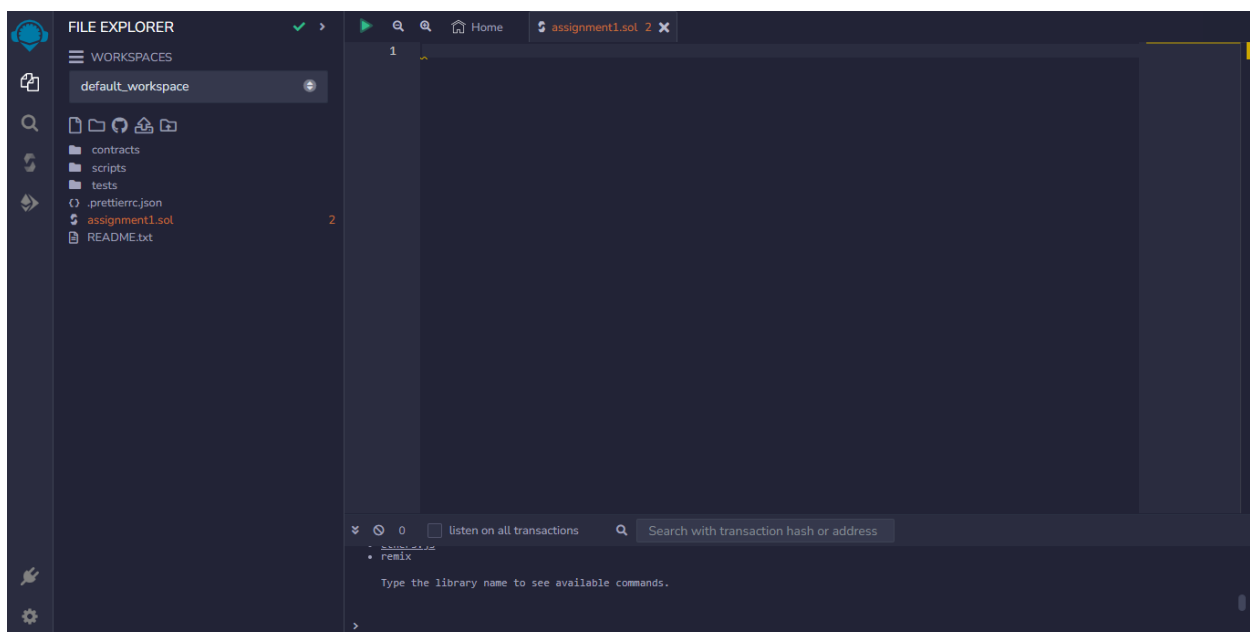 FILE EXPLORER
WORKSPACES
default_workspace
contracts
scripts
tests
.prettierrc.json
assignment1.sol 2
README.txt
Home
assignment1.sol 2
1
0 listen on all transactions Search with transaction hash or address
remix
Type the library name to see available commands.
>